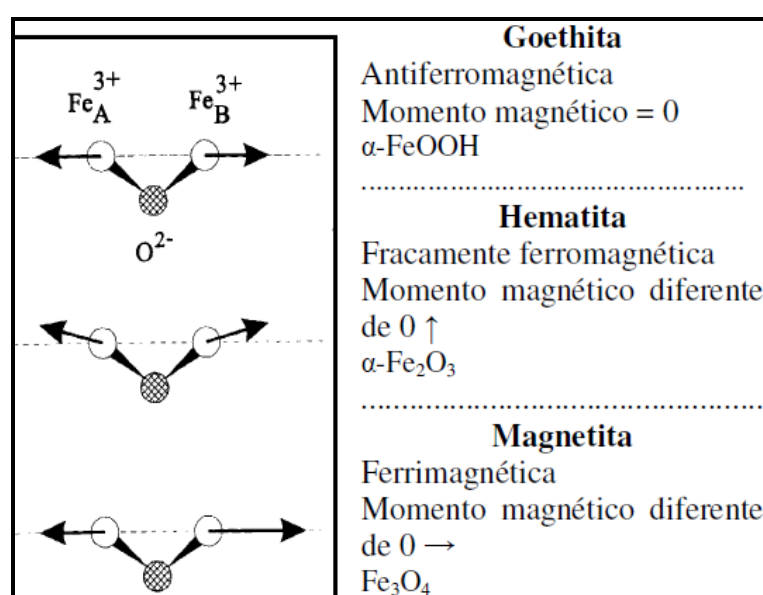 3+ 3+
Fe_A Fe_B
O²⁻
Goethita
Antiferromagnética
Momento magnético = 0
α-FeOOH
Hematita
Fracamente ferromagnética
Momento magnético diferente
de 0 ↑
α-Fe₂O₃
Magnetita
Ferrimagnética
Momento magnético diferente
de 0 →
Fe₃O₄